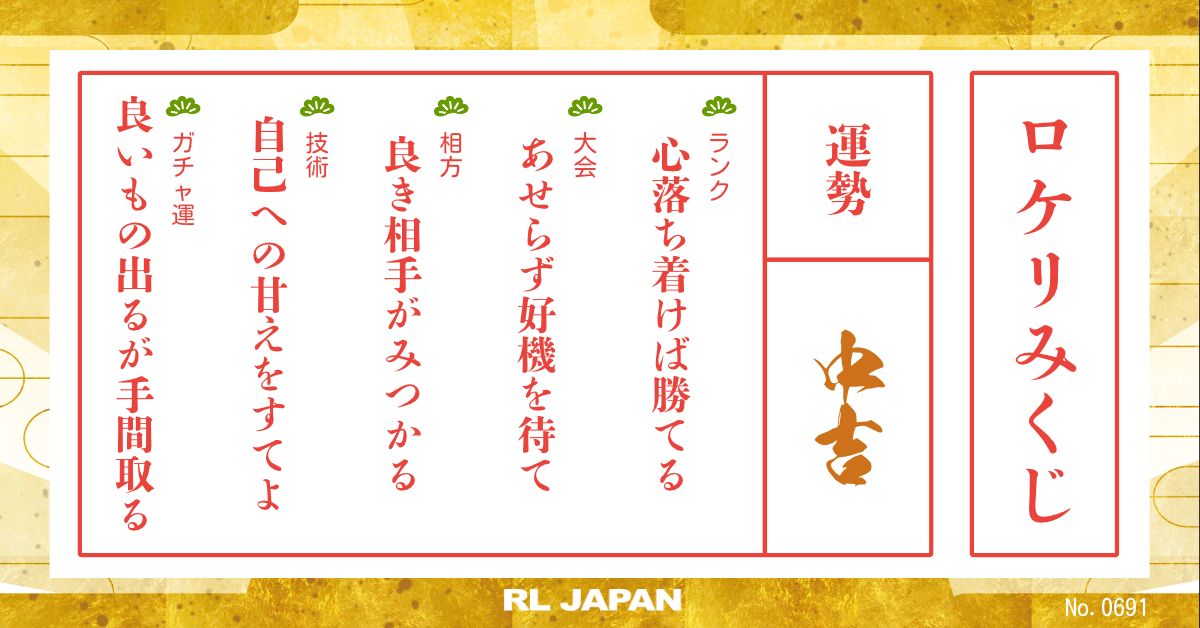 ロケリみくじ
運勢
中吉
ランク
心落ち着けば勝てる
大会
あせらず好機を待て
相方
良き相手がみつかる
技術
自己への甘えをすてよ
ガチャ運
良いもの出るが手間取る
RL JAPAN
No. 0691